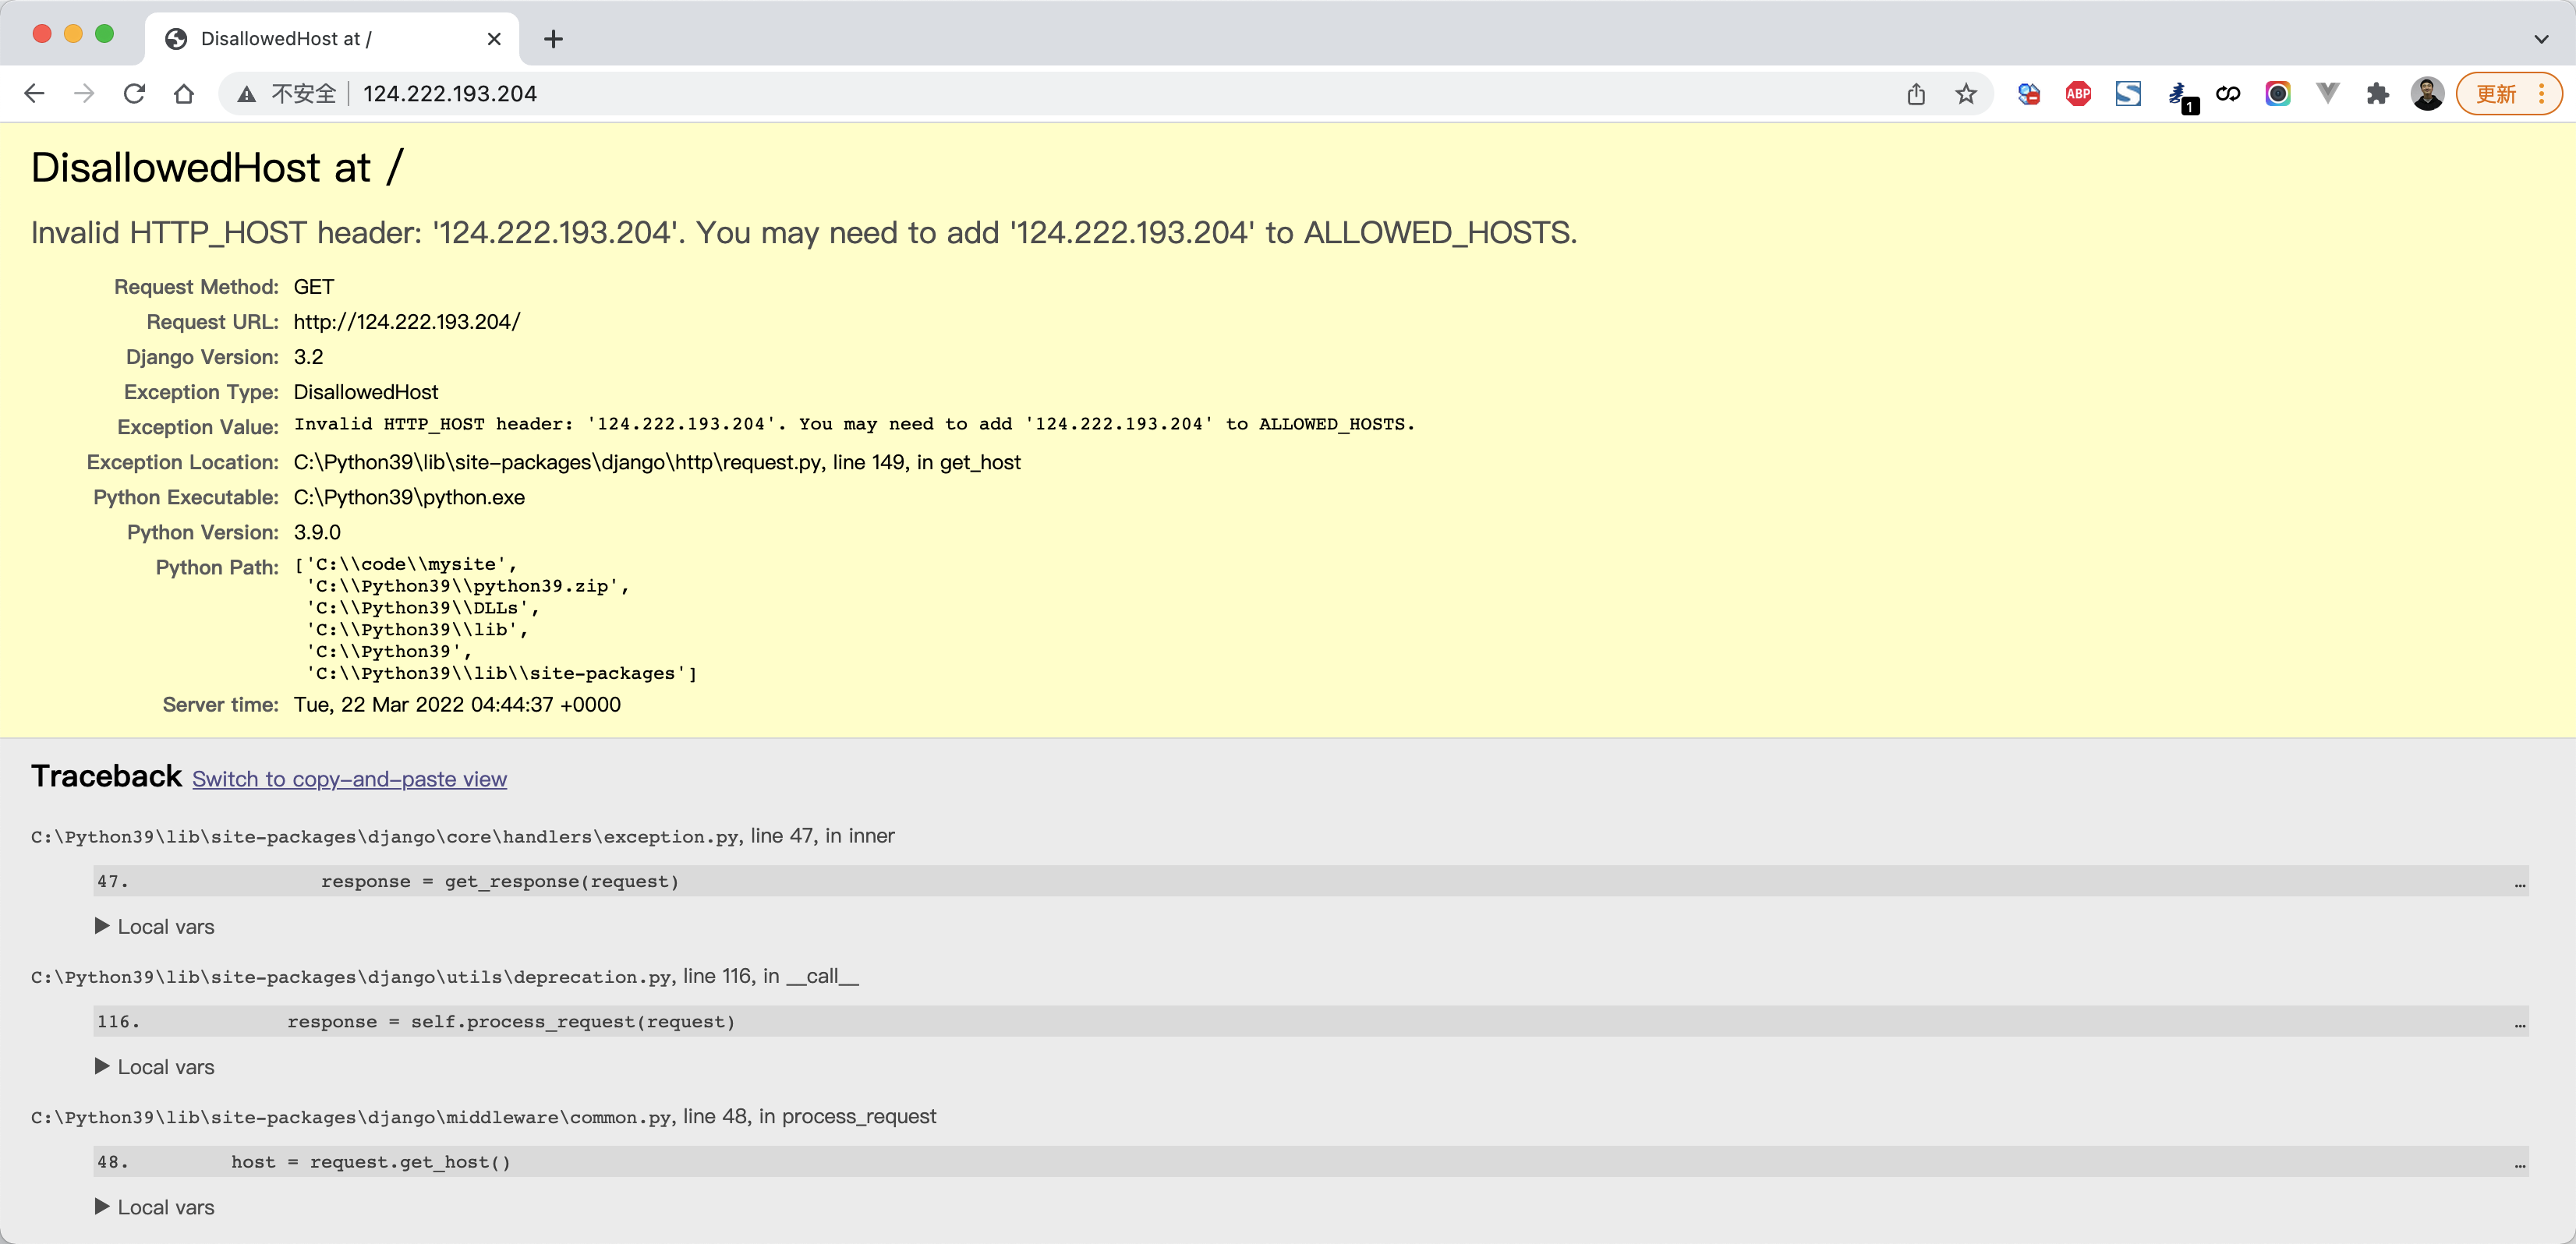 DisallowedHost at /
不安全 124.222.193.204
ABP
1
更新
DisallowedHost at /
Invalid HTTP_HOST header: '124.222.193.204'. You may need to add '124.222.193.204' to ALLOWED_HOSTS.
Request Method: GET
Request URL: http://124.222.193.204/
Django Version: 3.2
Exception Type: DisallowedHost
Exception Value: Invalid HTTP_HOST header: '124.222.193.204'. You may need to add '124.222.193.204' to ALLOWED_HOSTS.
Exception Location: C:\Python39\lib\site-packages\django\http\request.py, line 149, in get_host
Python Executable: C:\Python39\python.exe
Python Version: 3.9.0
Python Path: ['C:\\code\\mysite',
'C:\\Python39\\python39.zip',
'C:\\Python39\\DLLs',
'C:\\Python39\\lib',
'C:\\Python39',
'C:\\Python39\\lib\\site-packages']
Server time: Tue, 22 Mar 2022 04:44:37 +0000
Traceback Switch to copy-and-paste view
C:\Python39\lib\site-packages\django\core\handlers\exception.py, line 47, in inner
47. response = get_response(request) …
▶ Local vars
C:\Python39\lib\site-packages\django\utils\deprecation.py, line 116, in __call__
116. response = self.process_request(request) …
▶ Local vars
C:\Python39\lib\site-packages\django\middleware\common.py, line 48, in process_request
48. host = request.get_host() …
▶ Local vars